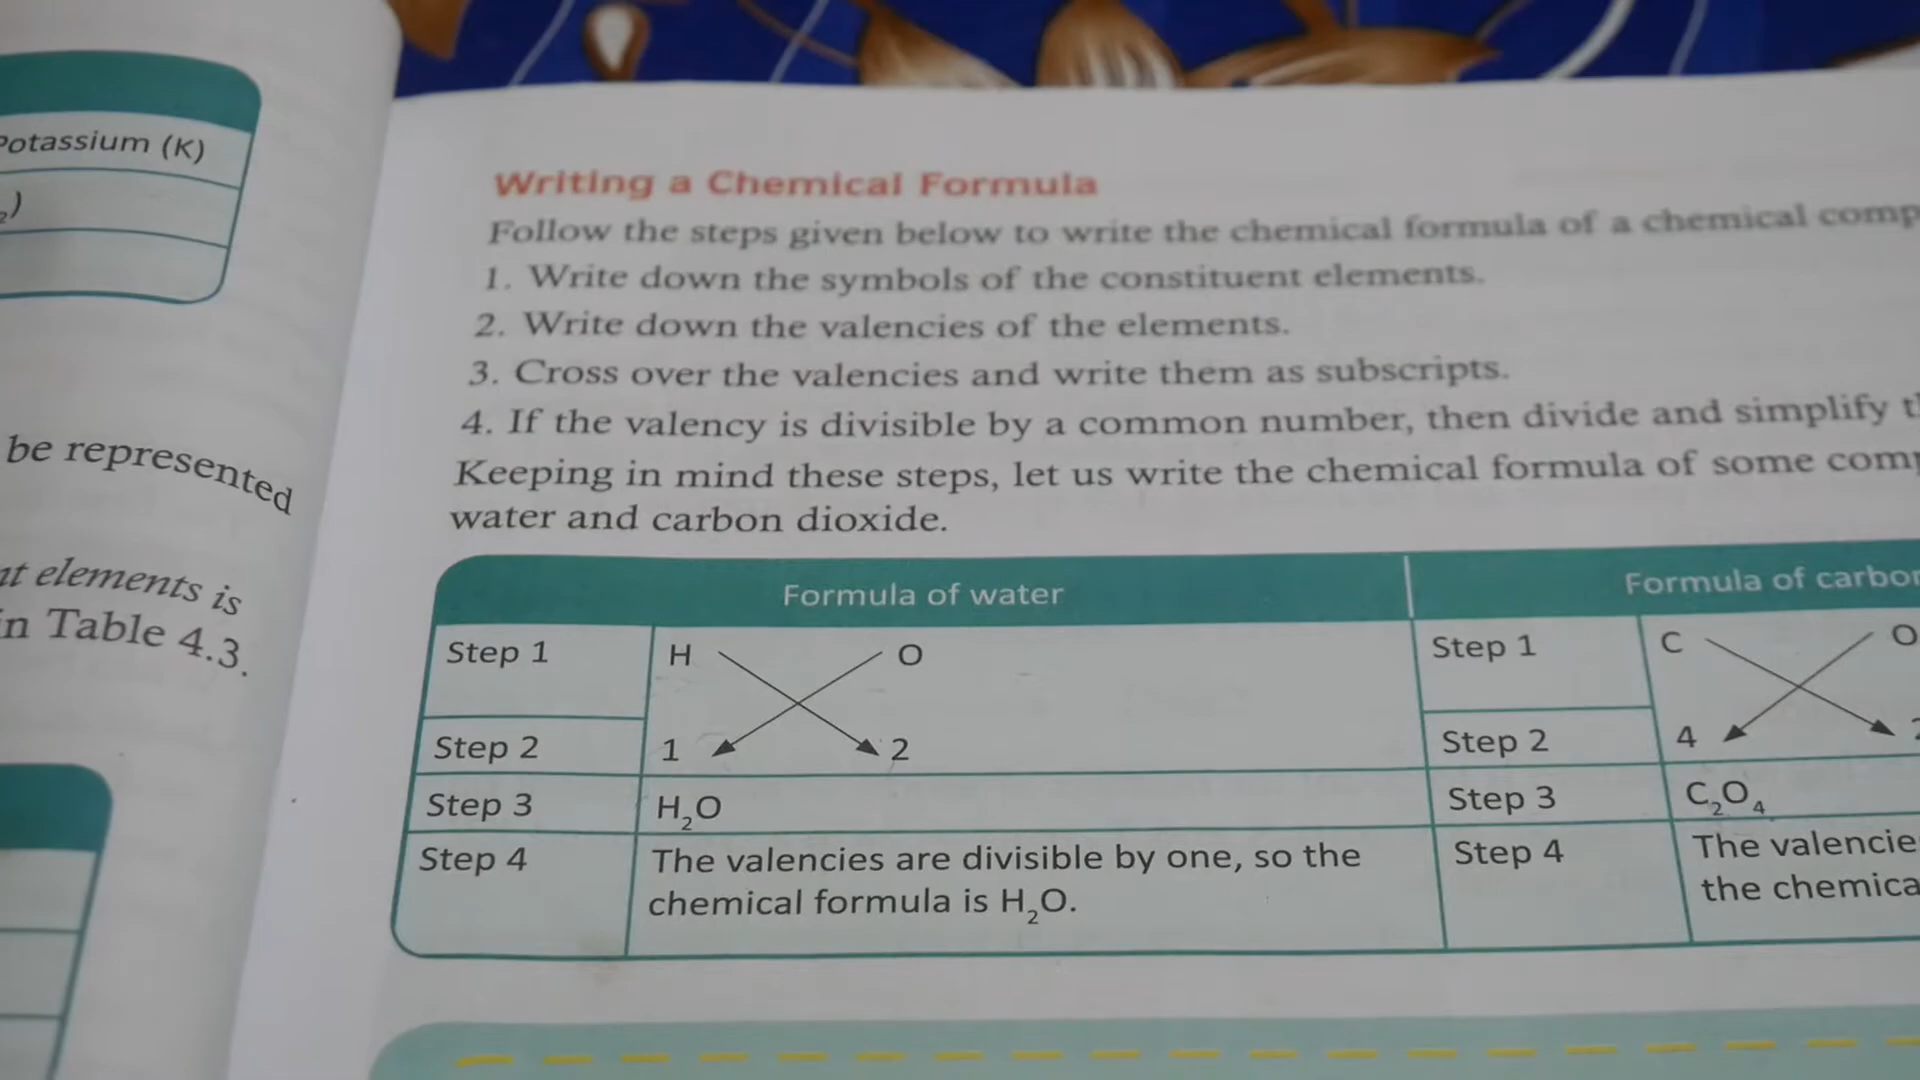 Potassium (K)
₂)
be represented
elements is
in Table 4.3.
Writing a Chemical Formula
Follow the steps given below to write the chemical formula of a chemical
1. Write down the symbols of the constituent elements.
2. Write down the valencies of the elements.
3. Cross over the valencies and write them as subscripts.
4. If the valency is divisible by a common number, then divide and simplify
Keeping in mind these steps, let us write the chemical formula of some
water and carbon dioxide.
Formula of water
Step 1 H O
Step 2 1 2
Step 3 H₂O
Step 4 The valencies are divisible by one, so the
chemical formula is H₂O.
Formula of
Step 1 C O
Step 2 4
Step 3 C₂O₄
Step 4 The
the